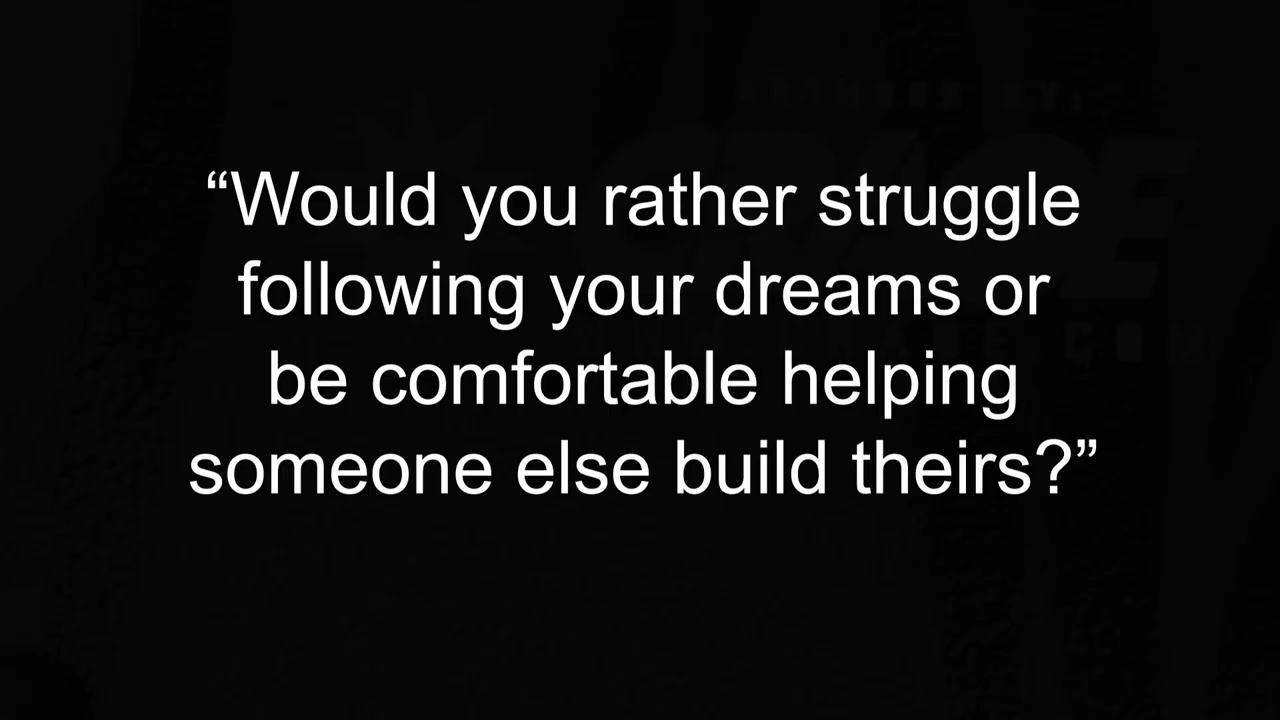 “Would you rather struggle
following your dreams or
be comfortable helping
someone else build theirs?”